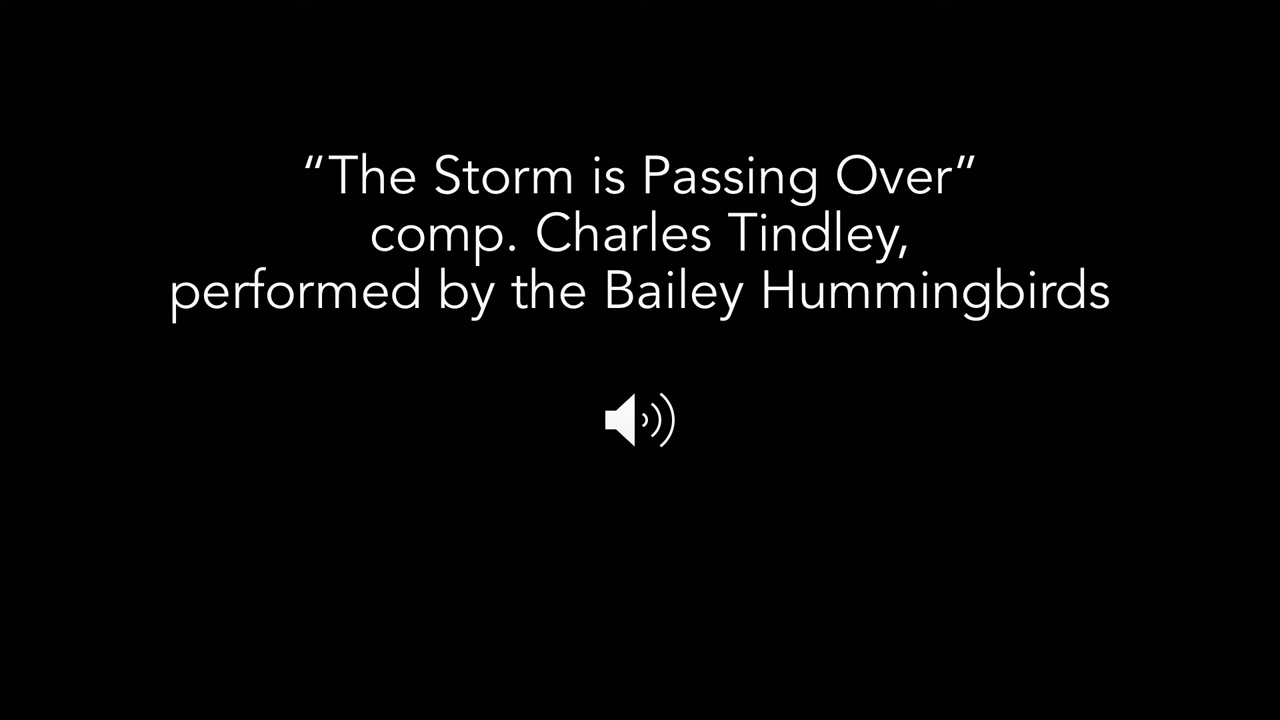 “The Storm is Passing Over”
comp. Charles Tindley,
performed by the Bailey Hummingbirds